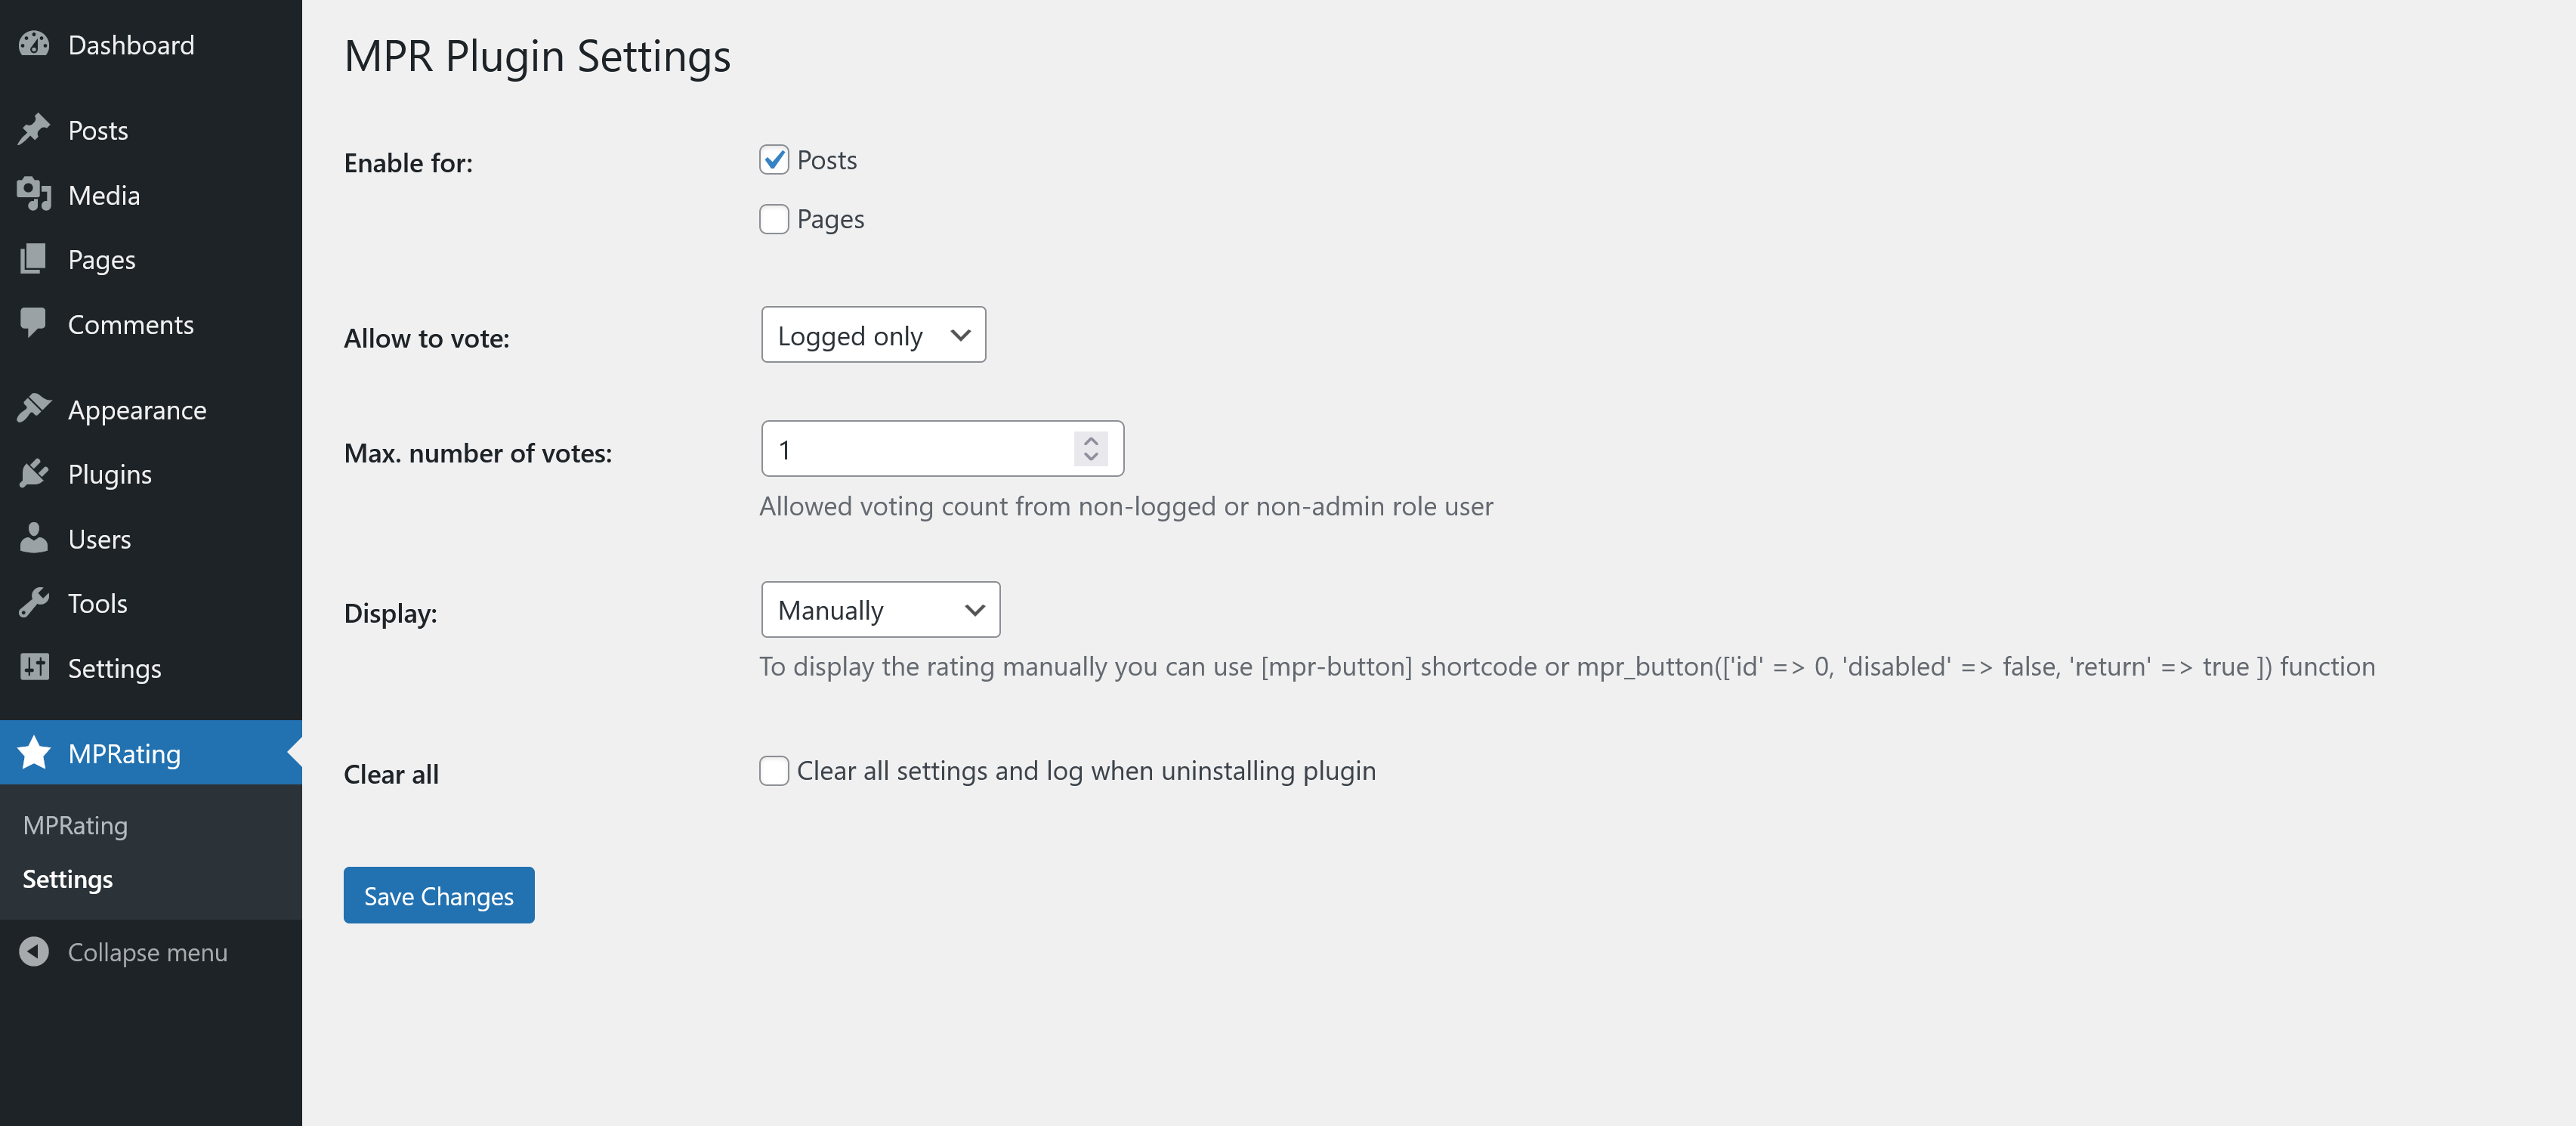 Dashboard
Posts
Media
Pages
Comments
Appearance
Plugins
Users
Tools
Settings
MPRating
MPRating
Settings
Collapse menu
MPR Plugin Settings
Enable for:
Posts
Pages
Allow to vote:
Logged only
Max. number of votes:
1
Allowed voting count from non-logged or non-admin role user
Display:
Manually
To display the rating manually you can use [mpr-button] shortcode or mpr_button(['id' => 0, 'disabled' => false, 'return' => true ]) function
Clear all
Clear all settings and log when uninstalling plugin
Save Changes